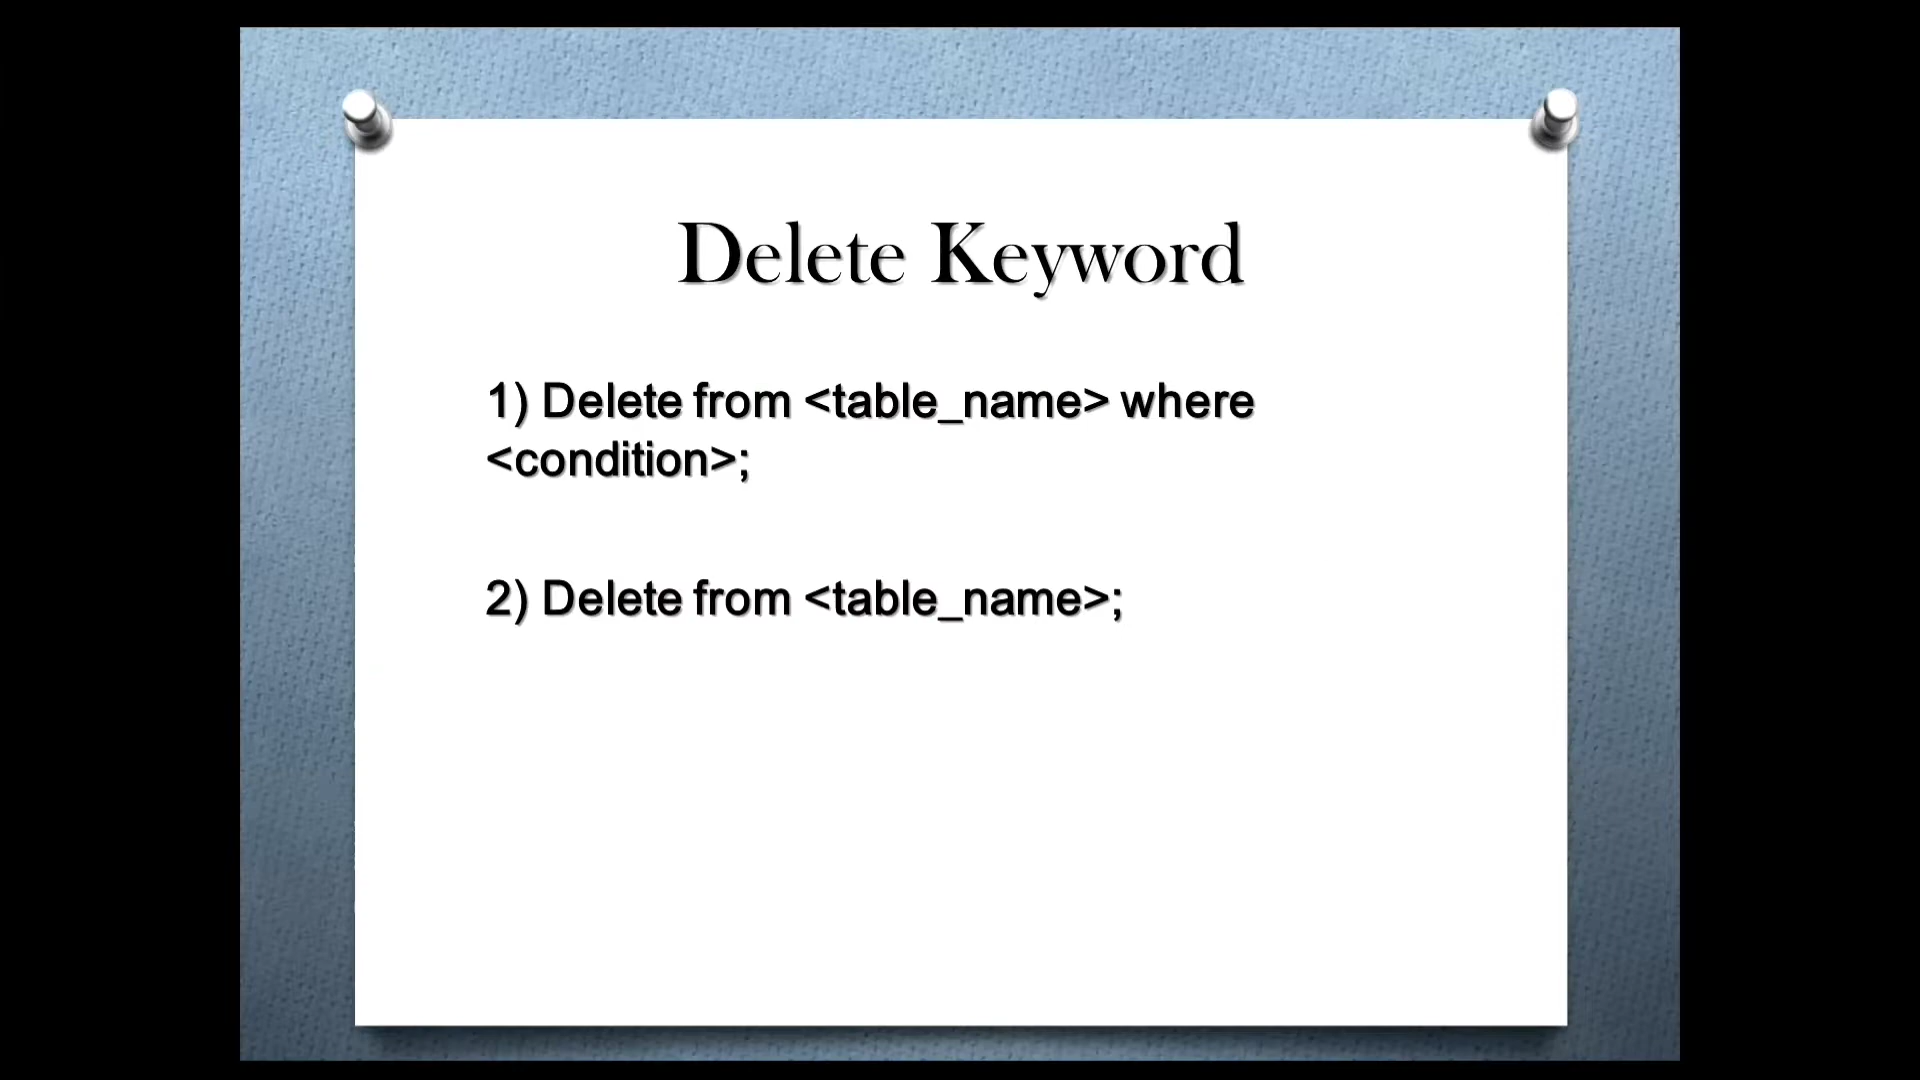 Delete Keyword
1) Delete from <table_name> where
<condition>;
2) Delete from <table_name>;